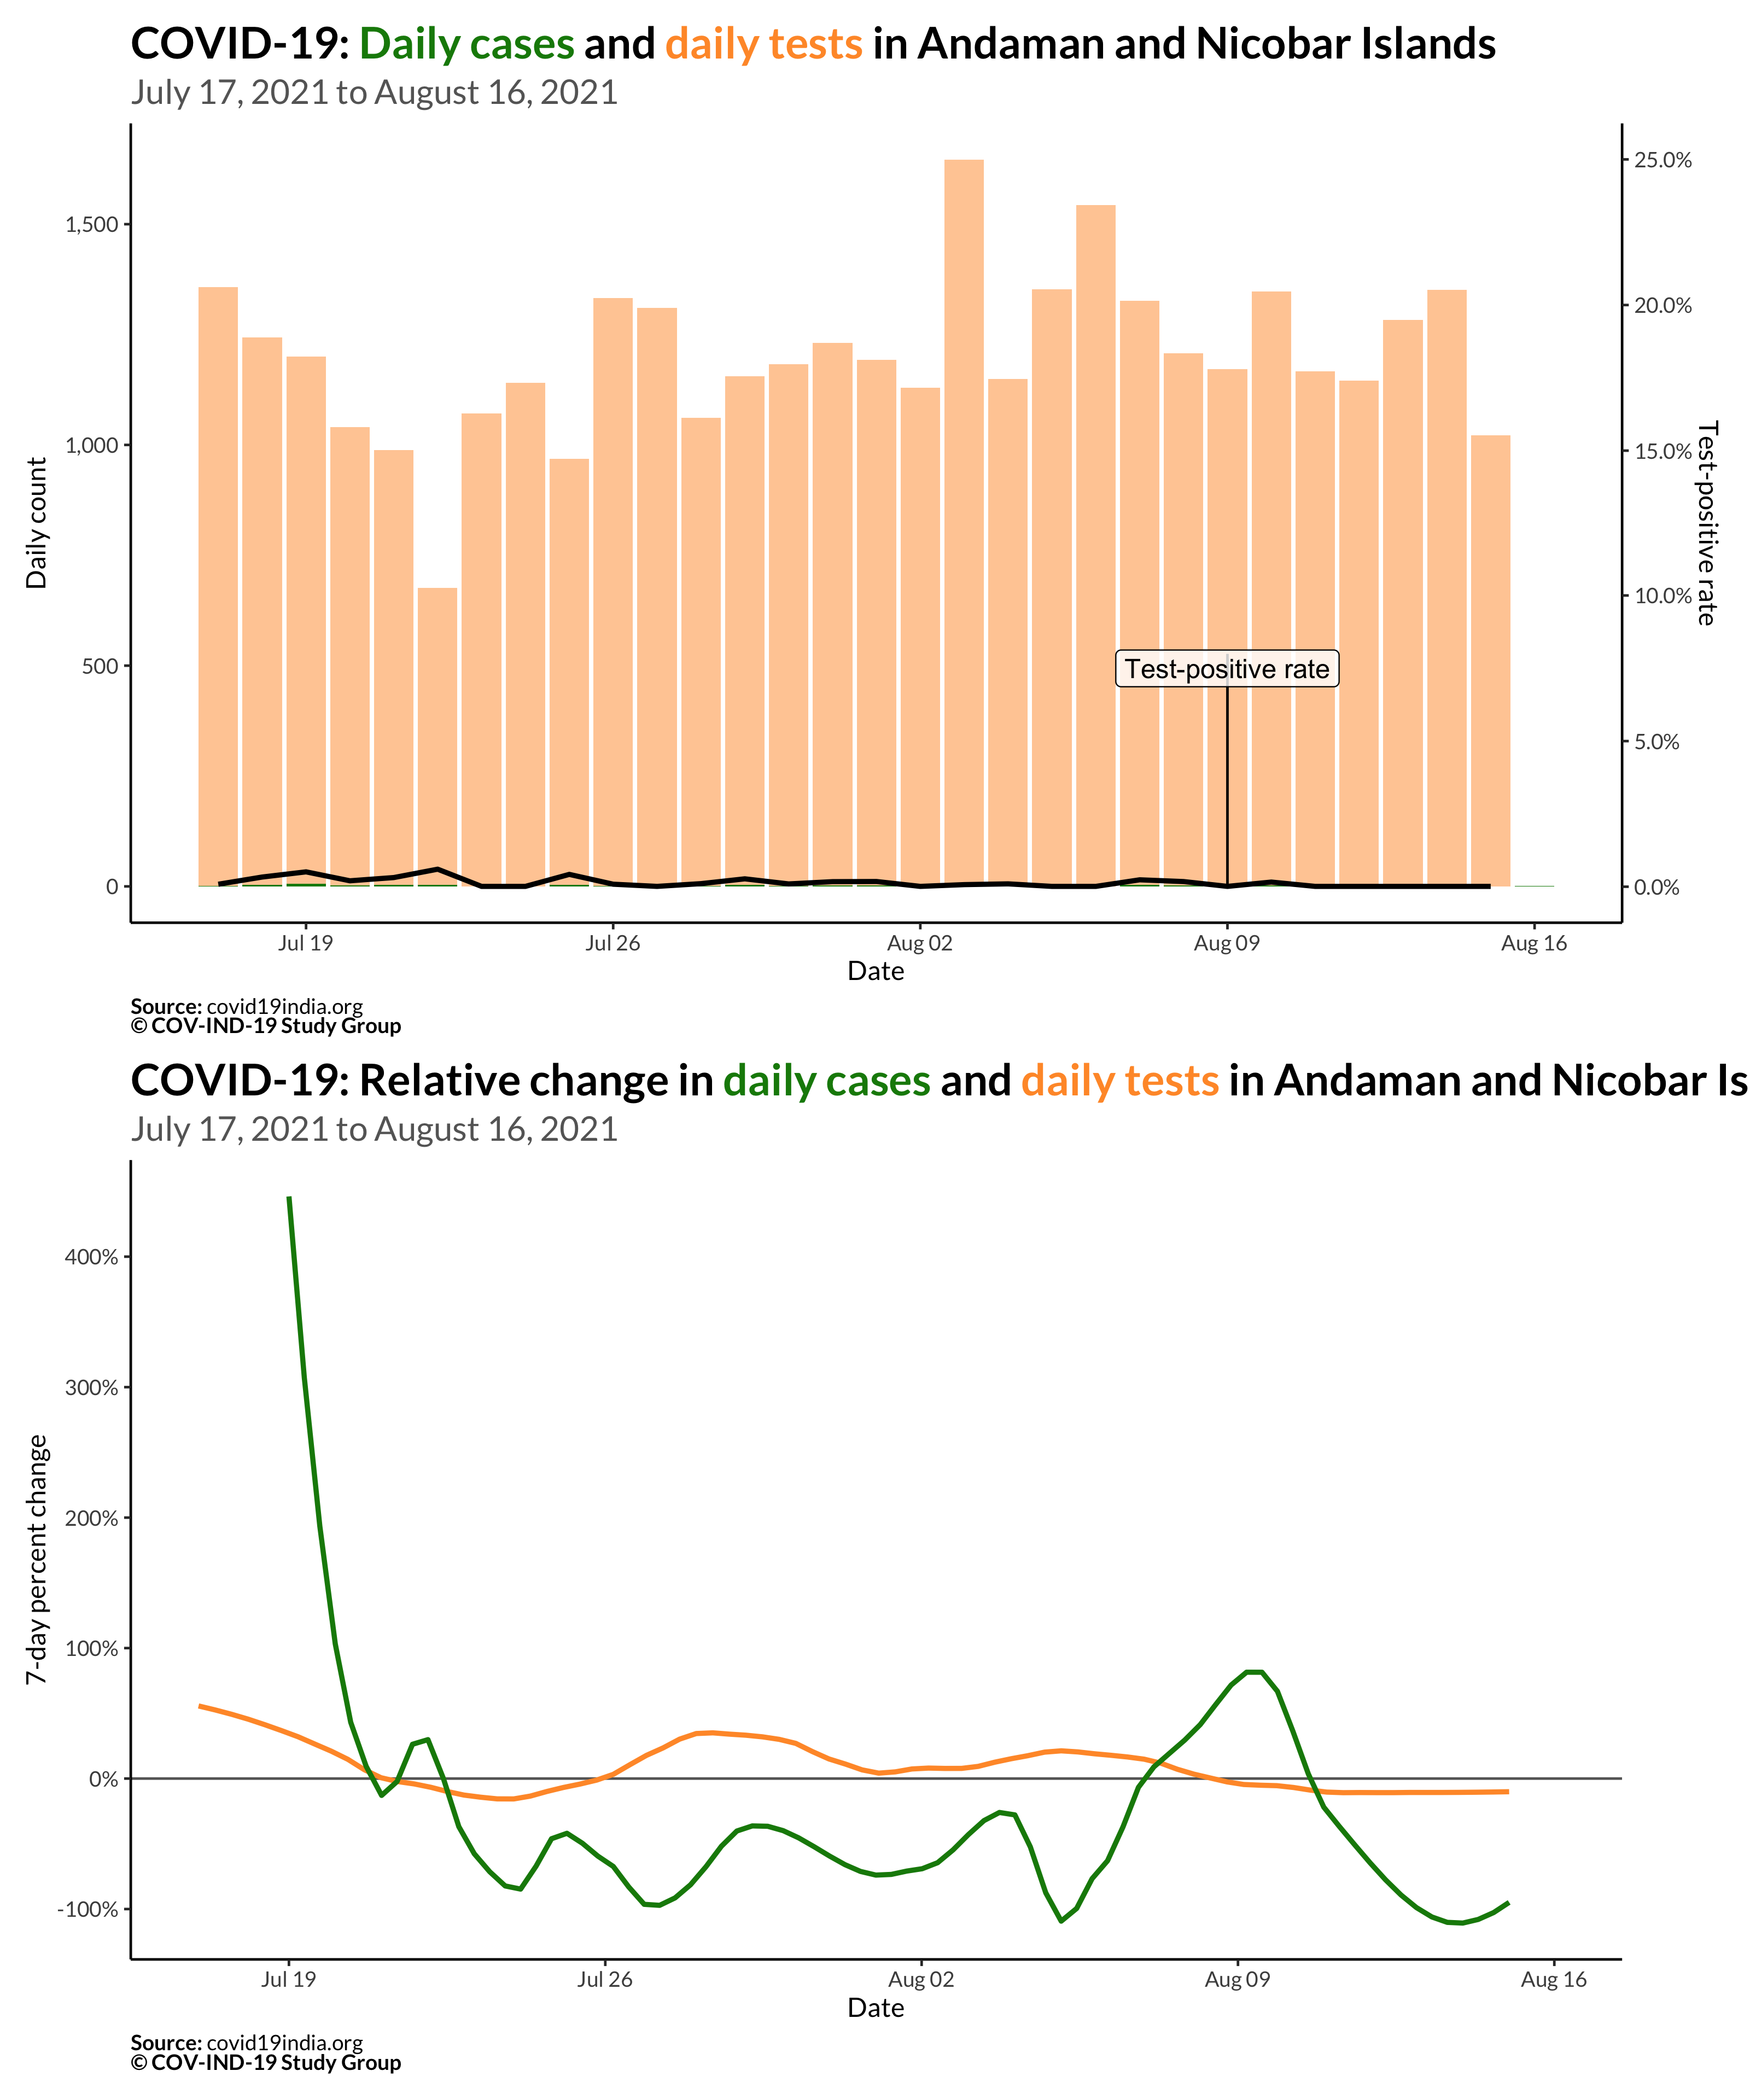 COVID-19: Daily cases and daily tests in Andaman and Nicobar Islands
July 17, 2021 to August 16, 2021
Daily count
1,500
1,000
500
0
25.0%
20.0%
15.0%
10.0%
5.0%
0.0%
Test-positive rate
Test-positive rate
Jul 19
Jul 26
Aug 02
Aug 09
Aug 16
Date
Source: covid19india.org
© COV-IND-19 Study Group
COVID-19: Relative change in daily cases and daily tests in Andaman and Nicobar Is
July 17, 2021 to August 16, 2021
7-day percent change
400%
300%
200%
100%
0%
-100%
Jul 19
Jul 26
Aug 02
Aug 09
Aug 16
Date
Source: covid19india.org
© COV-IND-19 Study Group